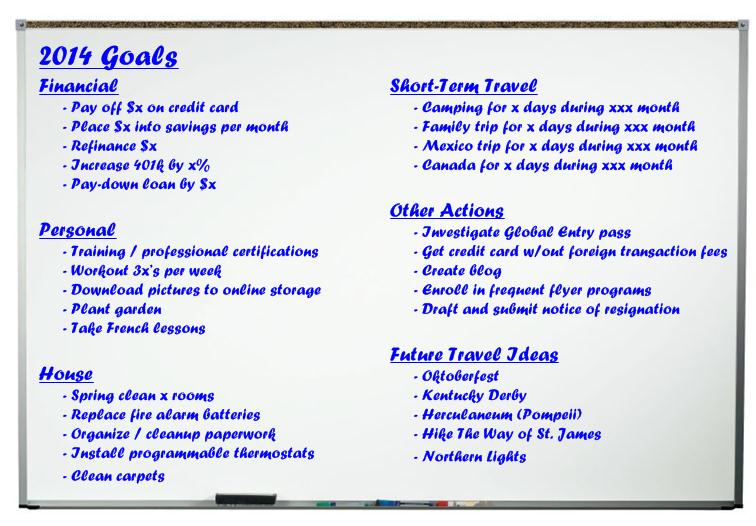 2014 Goals
Financial
- Pay off $x on credit card
- Place $x into savings per month
- Refinance $x
- Increase 401k by x%
- Pay-down loan by $x
Personal
- Training / professional certifications
- Workout 3x's per week
- Download pictures to online storage
- Plant garden
- Take French lessons
House
- Spring clean x rooms
- Replace fire alarm batteries
- Organize / cleanup paperwork
- Install programmable thermostats
- Clean carpets
Short-Term Travel
- Camping for x days during xxx month
- Family trip for x days during xxx month
- Mexico trip for x days during xxx month
- Canada for x days during xxx month
Other Actions
- Investigate Global Entry pass
- Get credit card w/out foreign transaction fees
- Create blog
- Enroll in frequent flyer programs
- Draft and submit notice of resignation
Future Travel Ideas
- Oktoberfest
- Kentucky Derby
- Herculaneum (Pompeii)
- Hike The Way of St. James
- Northern Lights